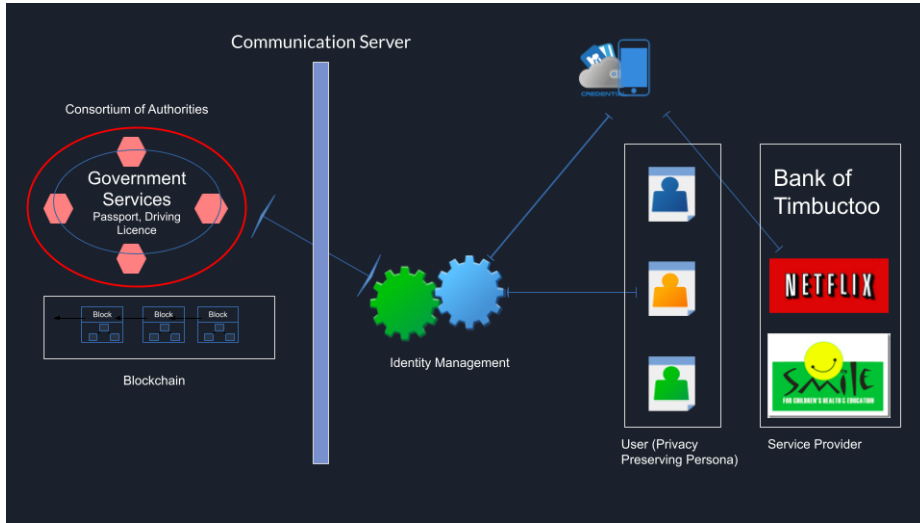 Communication Server
Consortium of Authorities
Government
Services
Passport, Driving
Licence
Block
Block
Block
Blockchain
Identity Management
CREDENTIAL
User (Privacy
Preserving Persona)
Bank of
Timbuctoo
NETFLIX
SMILE
FOR CHILDREN'S HEALTH & EDUCATION
Service Provider